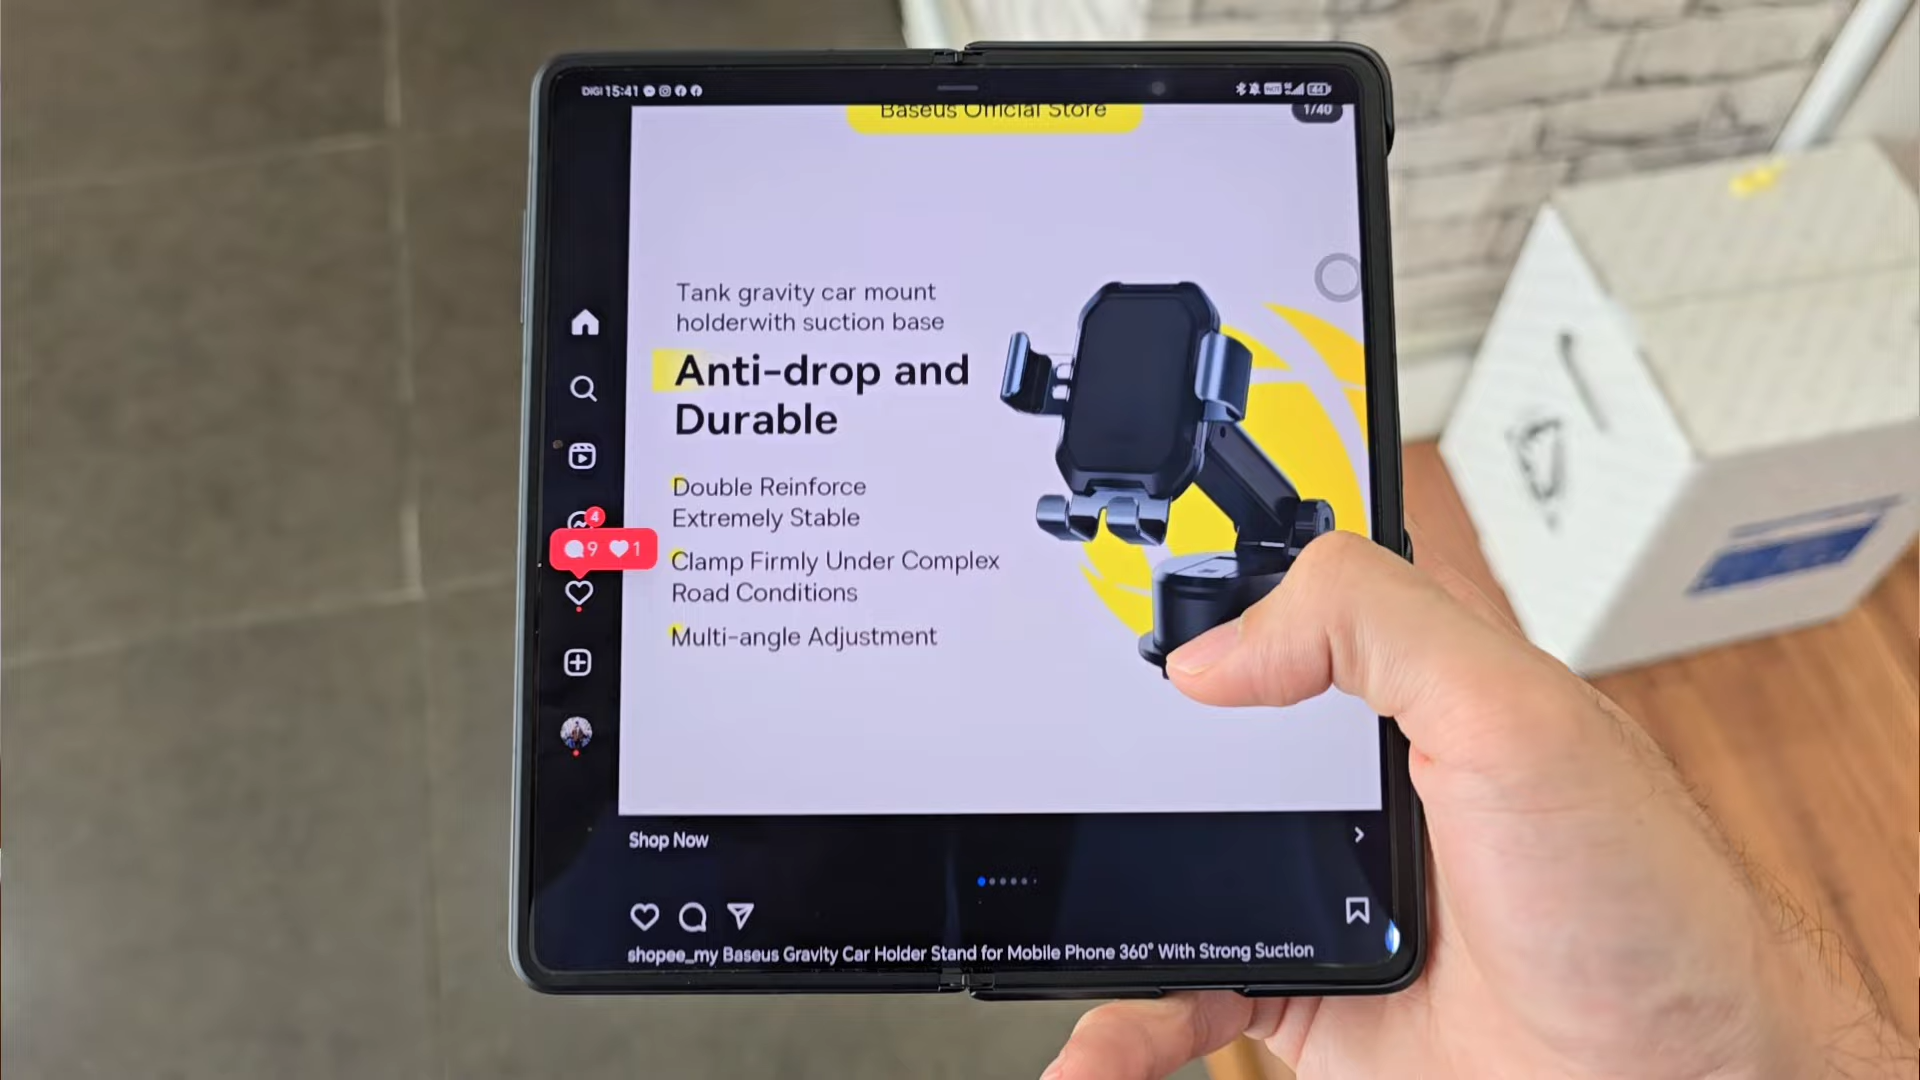 DIGI 15:41
44
Baseus Official Store
1/40
Tank gravity car mount
holderwith suction base
Anti-drop and
Durable
Double Reinforce
Extremely Stable
Clamp Firmly Under Complex
Road Conditions
Multi-angle Adjustment
4
9 1
Shop Now
shopee_my Baseus Gravity Car Holder Stand for Mobile Phone 360° With Strong Suction